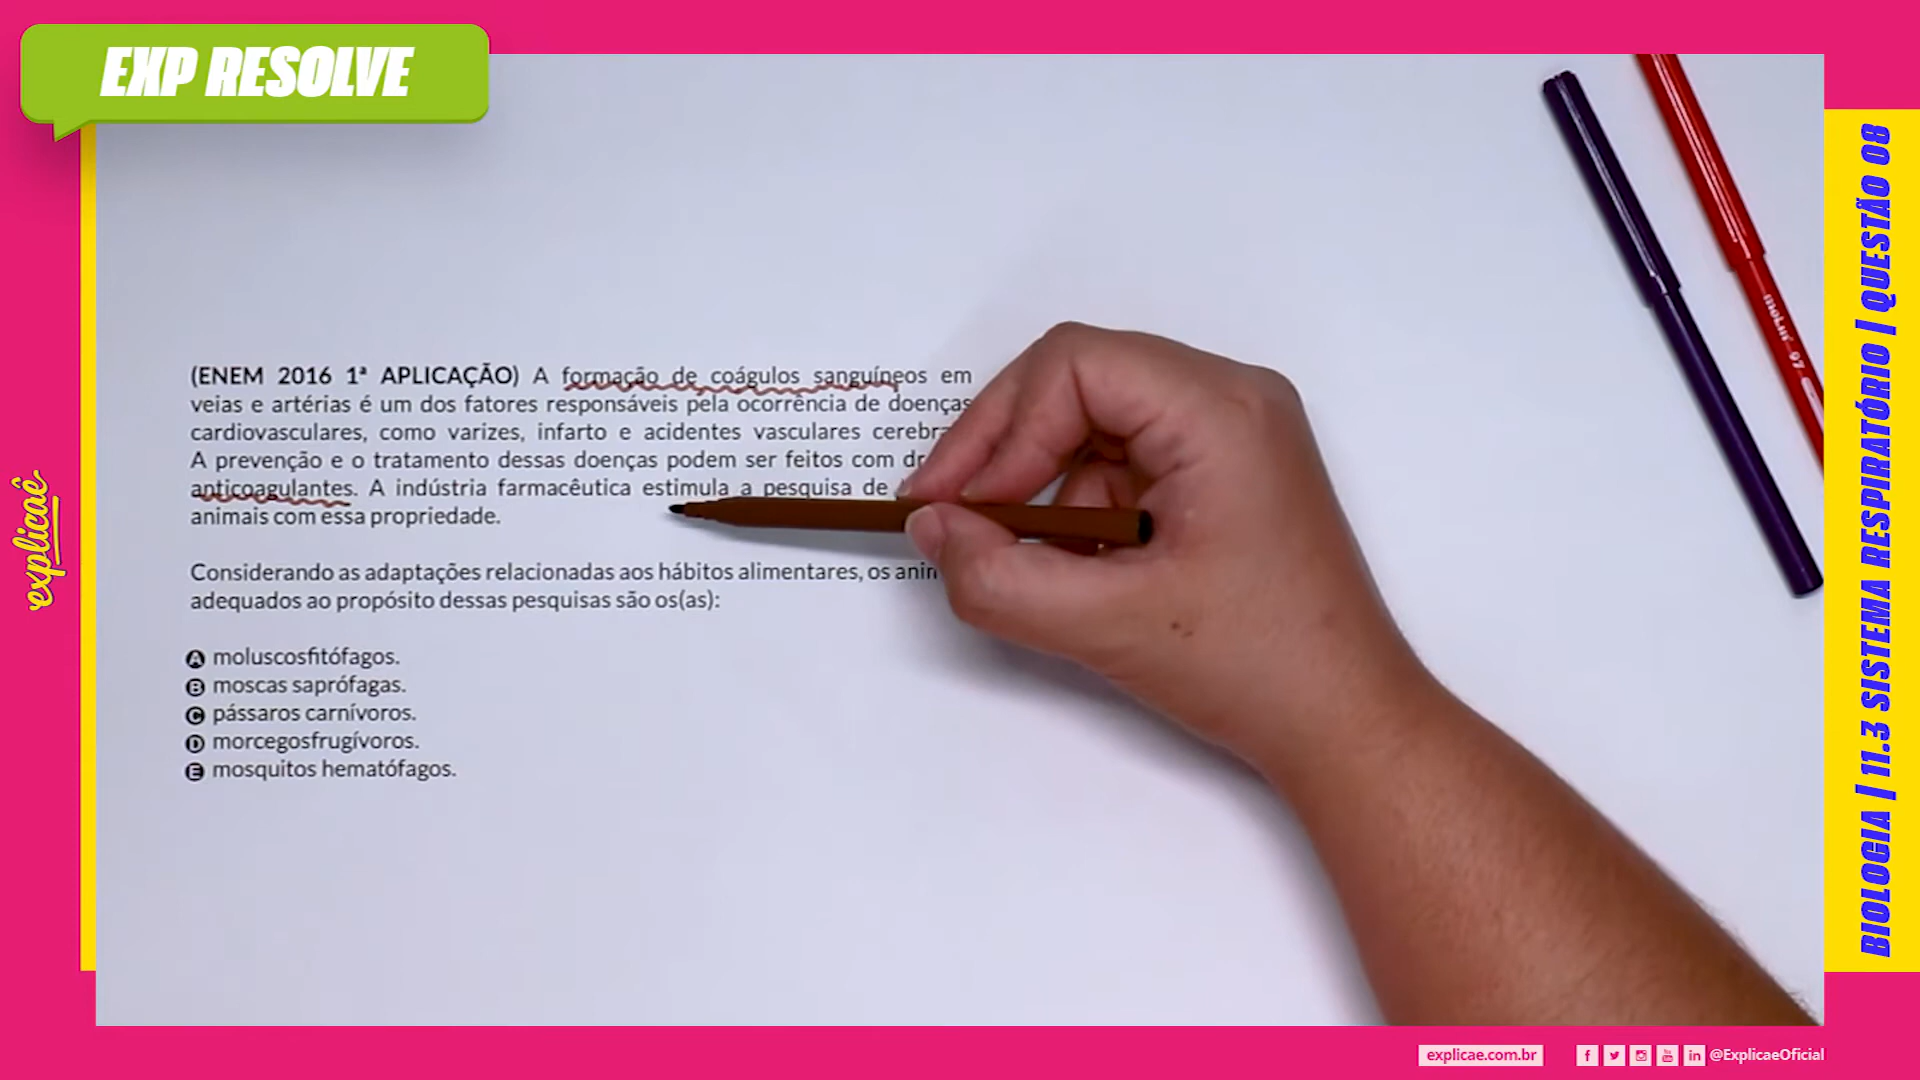 EXP RESOLVE
(ENEM 2016 1ª APLICAÇÃO) A formação de coágulos sanguíneos em
veias e artérias é um dos fatores responsáveis pela ocorrência de doenças
cardiovasculares, como varizes, infarto e acidentes vasculares
A prevenção e o tratamento dessas doenças podem ser feitos com
anticoagulantes. A indústria farmacêutica estimula a pesquisa de
animais com essa propriedade.
Considerando as adaptações relacionadas aos hábitos alimentares, os
adequados ao propósito dessas pesquisas são os(as):
A moluscosfitófagos.
B moscas saprófagas.
C pássaros carnívoros.
D morcegosfrugívoros.
E mosquitos hematófagos.
explicaê
BIOLOGIA | 11.3 SISTEMA RESPIRATÓRIO | QUESTÃO 08
explicae.com.br
@ExplicaeOficial